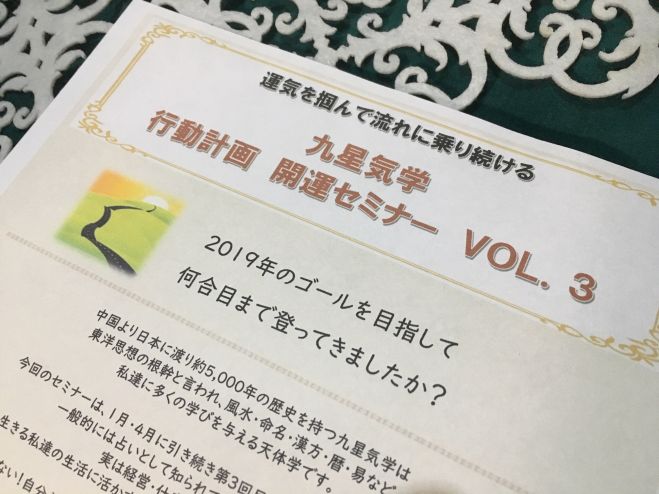 運気を掴んで流れに乗り続ける
九星気学
行動計画 開運セミナー VOL. 3
2019年のゴールを目指して
何合目まで登ってきましたか？
中国より日本に渡り約5,000年の歴史を持つ九星気学は
東洋思想の根幹と言われ、風水・命名・漢方・暦・易など
私達に多くの学びを与える天体学です。
今回のセミナーは、1月・4月に引き続き第3回目
一般的には占いとして知られ
実は経営・仕
生きる私達の生活に活か
ない！自分